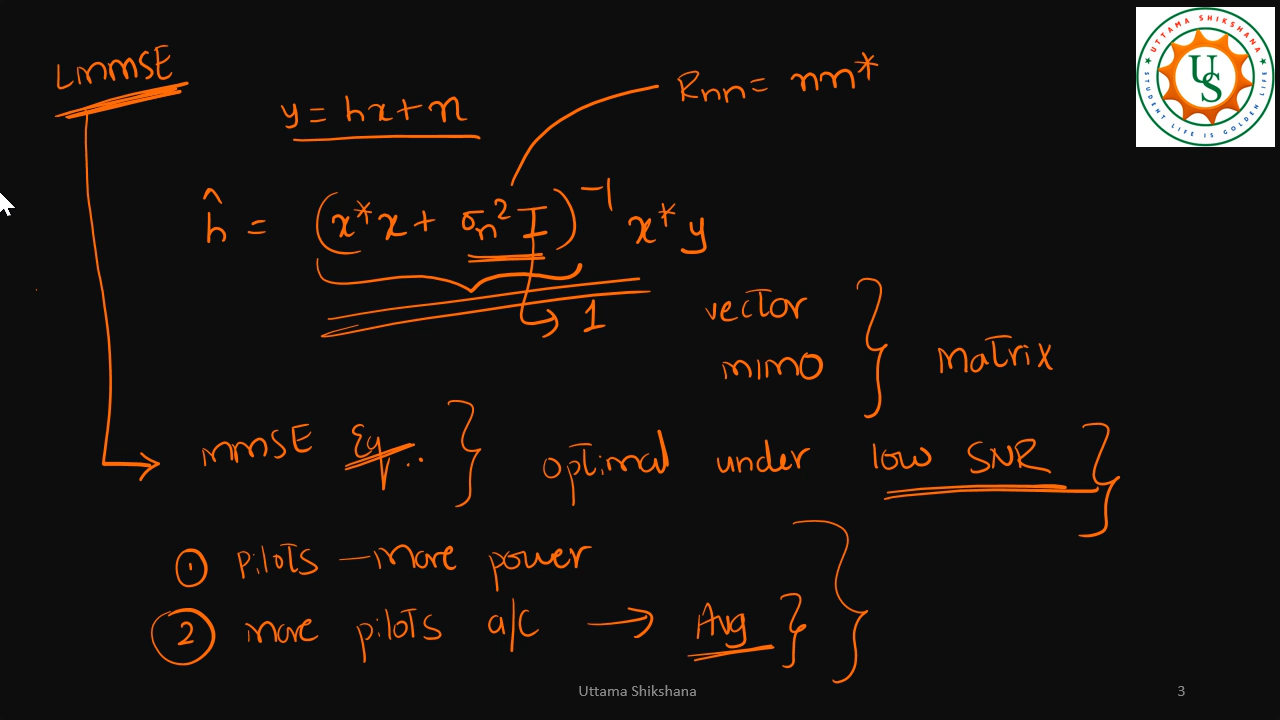 LMMSE
y = hx + n
Rnn = nn*
ĥ = (x*x + σn² I)⁻¹ x*y
1
vector
mimo
matrix
MMSE Eq..
optimal under low SNR
① pilots – more power
② more pilots a/c → Avg
UTTAMA SHIKSHANA
US
STUDENT LIFE IS GOLDEN LIFE
Uttama Shikshana
3